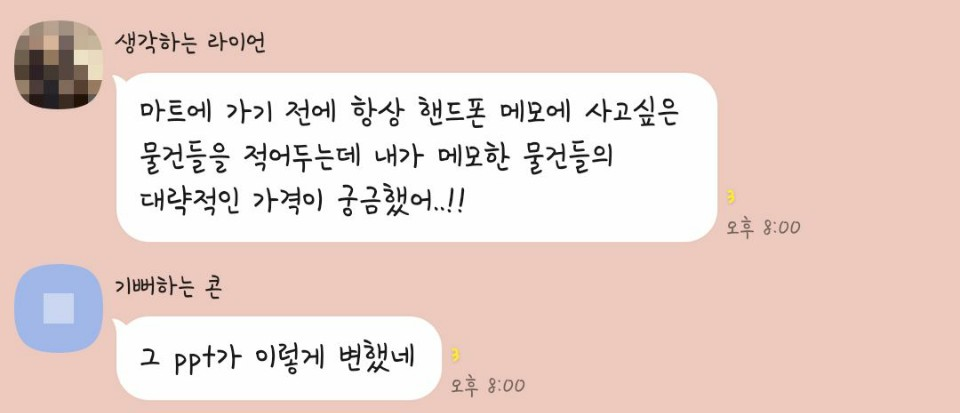 생각하는 라이언
마트에 가기 전에 항상 핸드폰 메모에 사고싶은
물건들을 적어두는데 내가 메모한 물건들의
대략적인 가격이 궁금했어..!!
3
오후 8:00
기뻐하는 콘
그 ppt가 이렇게 변했네
3
오후 8:00